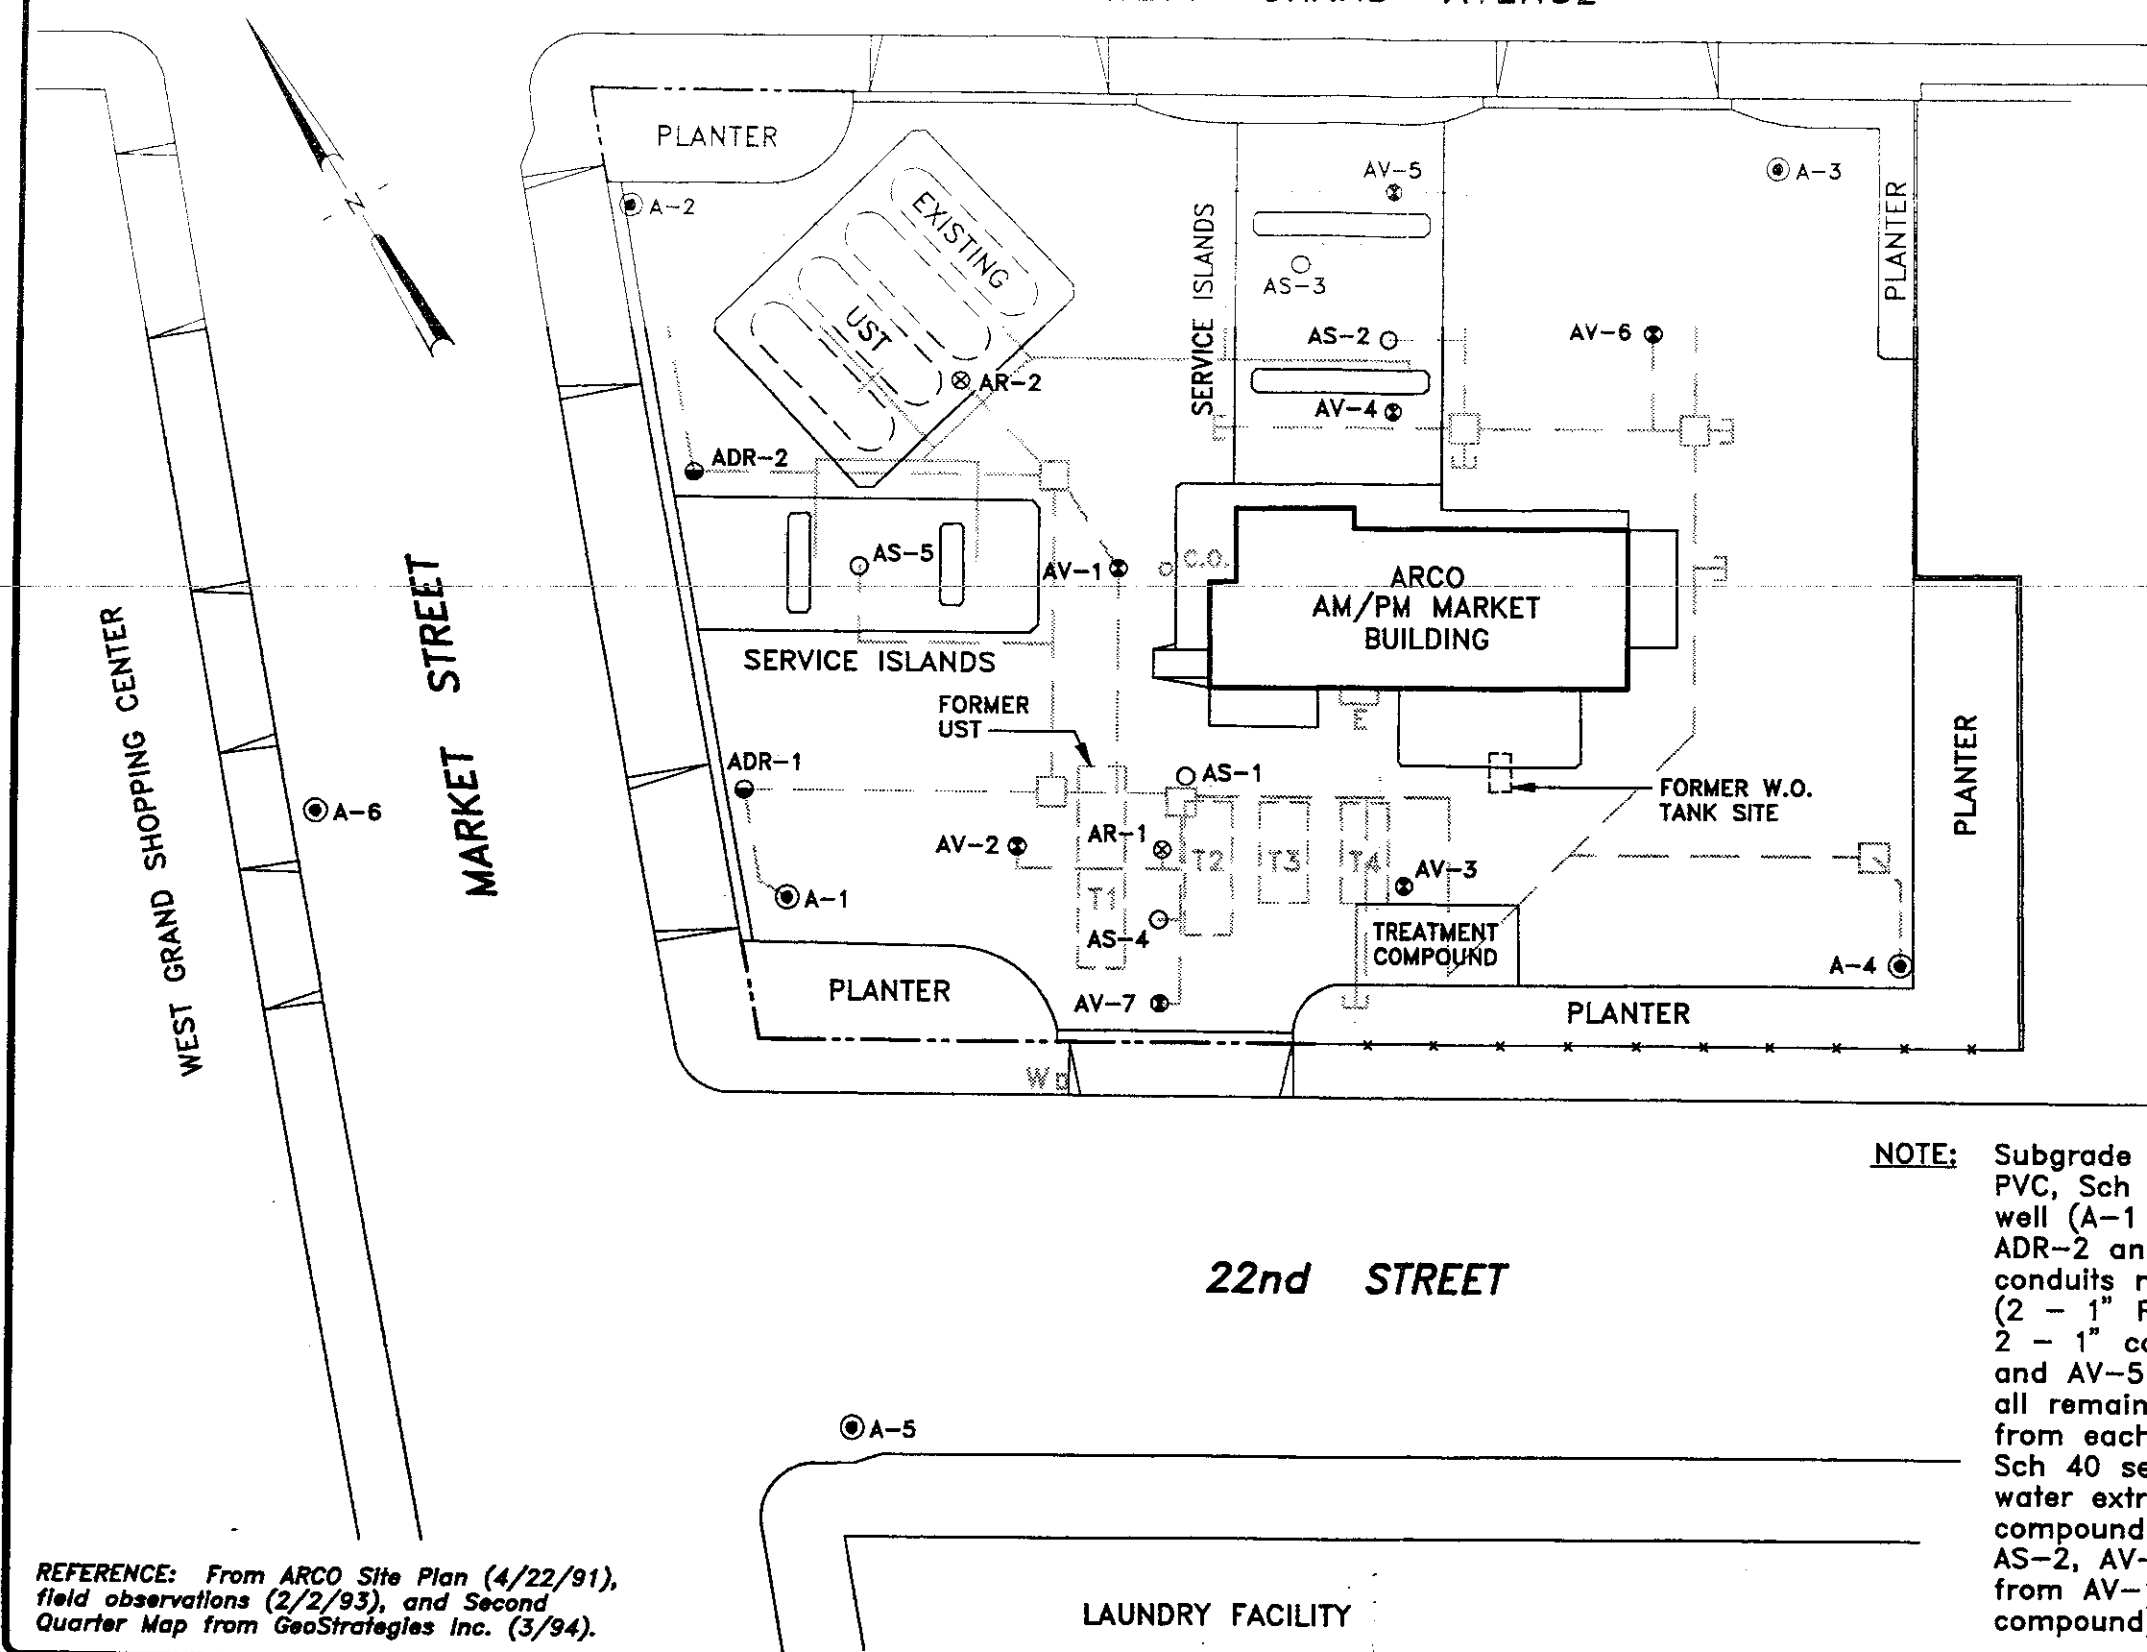 PLANTER
A-2
N
EXISTING
UST
AR-2
ADR-2
AS-5
SERVICE ISLANDS
AV-5
AS-3
AS-2
AV-4
SERVICE ISLANDS
AV-6
A-3
PLANTER
AV-1
C.O.
ARCO
AM/PM MARKET
BUILDING
E
WEST GRAND SHOPPING CENTER
MARKET STREET
A-6
FORMER
UST
ADR-1
AS-1
FORMER W.O.
TANK SITE
PLANTER
AV-2
AR-1
T1
T2
T3
T4
AV-3
A-1
AS-4
TREATMENT
COMPOUND
A-4
PLANTER
AV-7
PLANTER
W
22nd STREET
NOTE:
Subgrade
PVC, Sch
well (A-1
ADR-2
conduits
(2 - 1"
2 - 1"
and AV-5
all
from each
Sch 40
water
compound
AS-2,
from
compound
A-5
LAUNDRY FACILITY
REFERENCE: From ARCO Site Plan (4/22/91),
field observations (2/2/93), and Second
Quarter Map from GeoStrategies Inc. (3/94).